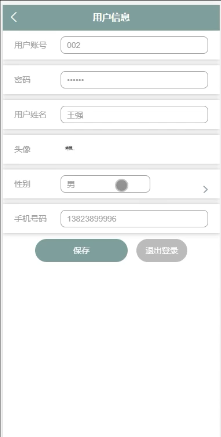 用户信息
用户账号 002
密码 ••••••
用户姓名 王强
头像
性别 男
手机号码 13823899996
保存 退出登录